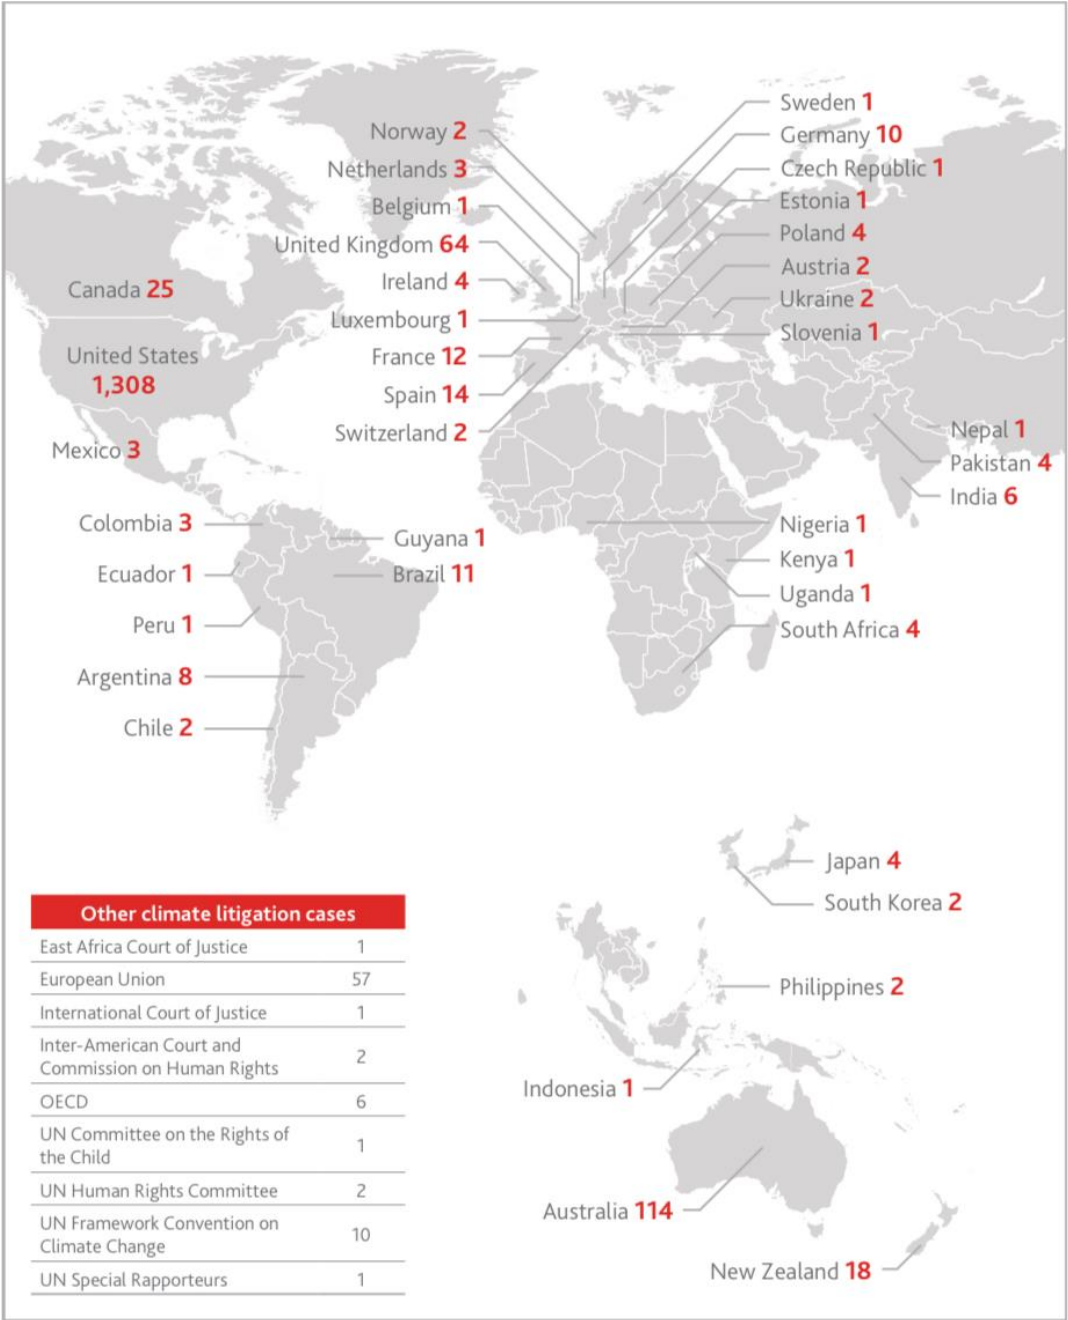 Norway 2
Netherlands 3
Belgium 1
United Kingdom 64
Ireland 4
Luxembourg 1
France 12
Spain 14
Switzerland 2
Sweden 1
Germany 10
Czech Republic 1
Estonia 1
Poland 4
Austria 2
Ukraine 2
Slovenia 1
Canada 25
United States
1,308
Mexico 3
Nepal 1
Pakistan 4
India 6
Colombia 3
Ecuador 1
Peru 1
Argentina 8
Chile 2
Guyana 1
Brazil 11
Nigeria 1
Kenya 1
Uganda 1
South Africa 4
Japan 4
South Korea 2
Philippines 2
Indonesia 1
Australia 114
New Zealand 18
Other climate litigation cases
East Africa Court of Justice 1
European Union 57
International Court of Justice 1
Inter-American Court and
Commission on Human Rights 2
OECD 6
UN Committee on the Rights of
the Child 1
UN Human Rights Committee 2
UN Framework Convention on
Climate Change 10
UN Special Rapporteurs 1